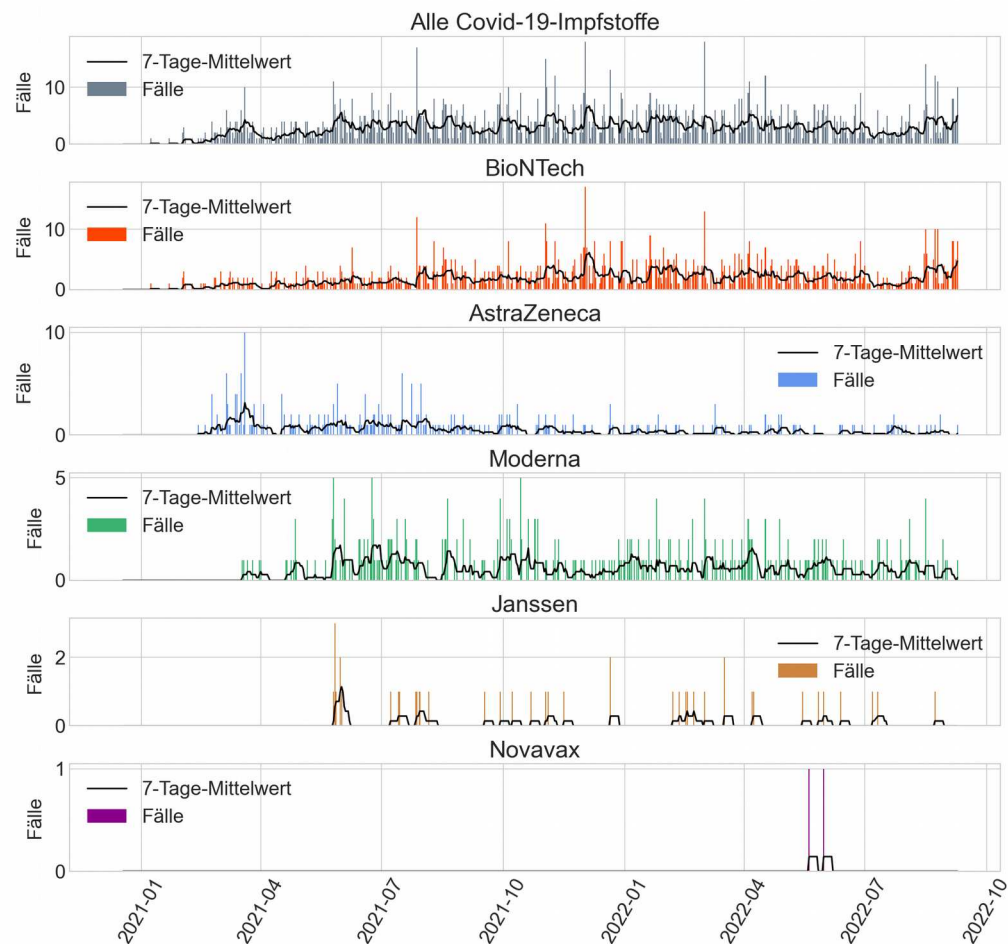 Alle Covid-19-Impfstoffe
Fälle
10
0
7-Tage-Mittelwert
Fälle
BioNTech
Fälle
10
0
7-Tage-Mittelwert
Fälle
AstraZeneca
Fälle
10
0
7-Tage-Mittelwert
Fälle
Moderna
Fälle
5
0
7-Tage-Mittelwert
Fälle
Janssen
Fälle
2
0
7-Tage-Mittelwert
Fälle
Novavax
Fälle
1
0
7-Tage-Mittelwert
Fälle
2021-01
2021-04
2021-07
2021-10
2022-01
2022-04
2022-07
2022-10